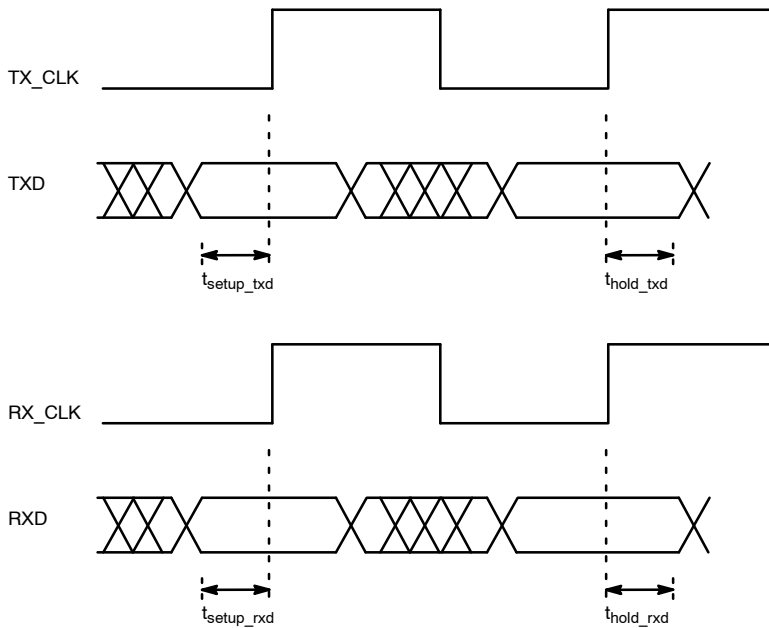 TX_CLK
TXD
tsetup_txd
thold_txd
RX_CLK
RXD
tsetup_rxd
thold_rxd